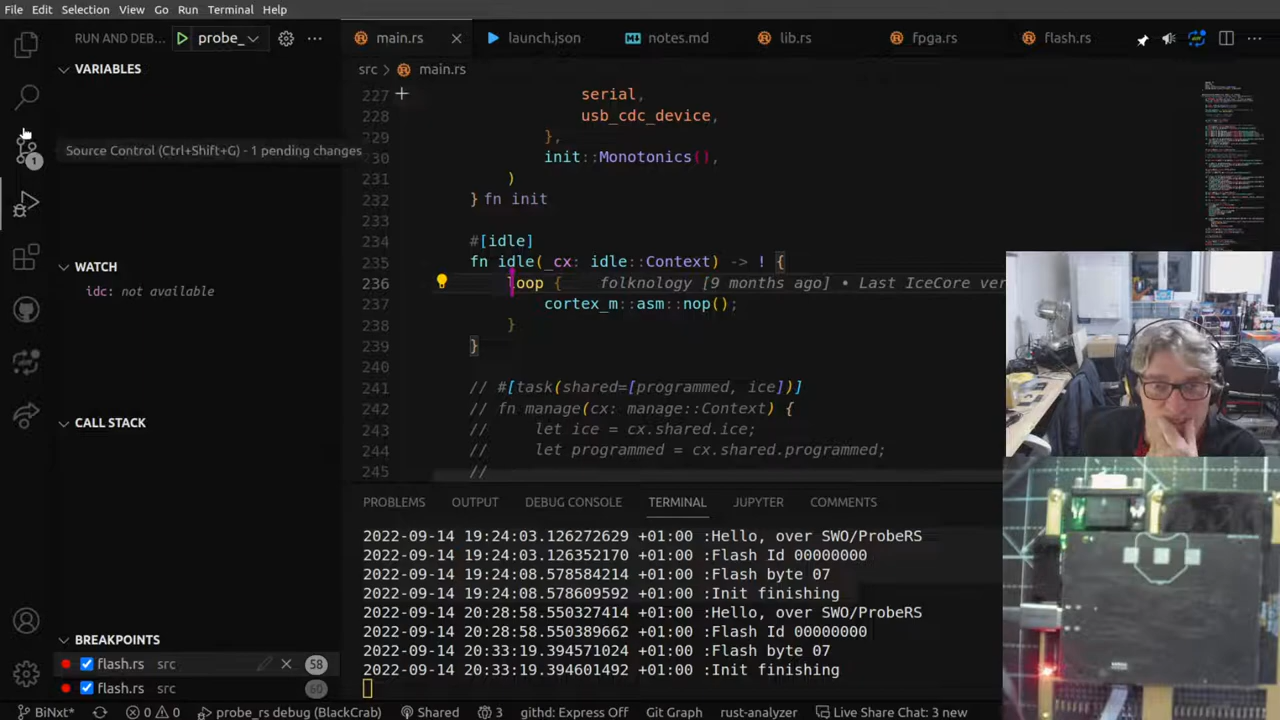 File Edit Selection View Go Run Terminal Help
RUN AND DEB... probe_ ...
main.rs launch.json notes.md lib.rs fpga.rs flash.rs ...
VARIABLES
src > main.rs
227 serial,
228 usb_cdc_device,
229 },
230 init::Monotonics(),
231 )
232 } fn init
233
234 #[idle]
235 fn idle(_cx: idle::Context) -> ! {
236 loop { folknology [9 months ago] • Last IceCore ver
237 cortex_m::asm::nop();
238 }
239 }
240
241 // #[task(shared=[programmed, ice])]
242 // fn manage(cx: manage::Context) {
243 // let ice = cx.shared.ice;
244 // let programmed = cx.shared.programmed;
245 //
1
Source Control (Ctrl+Shift+G) - 1 pending changes
WATCH
idc: not available
CALL STACK
BREAKPOINTS
flash.rs src 58
flash.rs src 60
PROBLEMS OUTPUT DEBUG CONSOLE TERMINAL JUPYTER COMMENTS
2022-09-14 19:24:03.126272629 +01:00 :Hello, over SWO/ProbeRS
2022-09-14 19:24:03.126352170 +01:00 :Flash Id 00000000
2022-09-14 19:24:08.578584214 +01:00 :Flash byte 07
2022-09-14 19:24:08.578609592 +01:00 :Init finishing
2022-09-14 20:28:58.550327414 +01:00 :Hello, over SWO/ProbeRS
2022-09-14 20:28:58.550389662 +01:00 :Flash Id 00000000
2022-09-14 20:33:19.394571024 +01:00 :Flash byte 07
2022-09-14 20:33:19.394601492 +01:00 :Init finishing
BiNxt* 0 0 probe_rs debug (BlackCrab) Shared 3 githd: Express Off Git Graph rust-analyzer Live Share Chat: 3 new